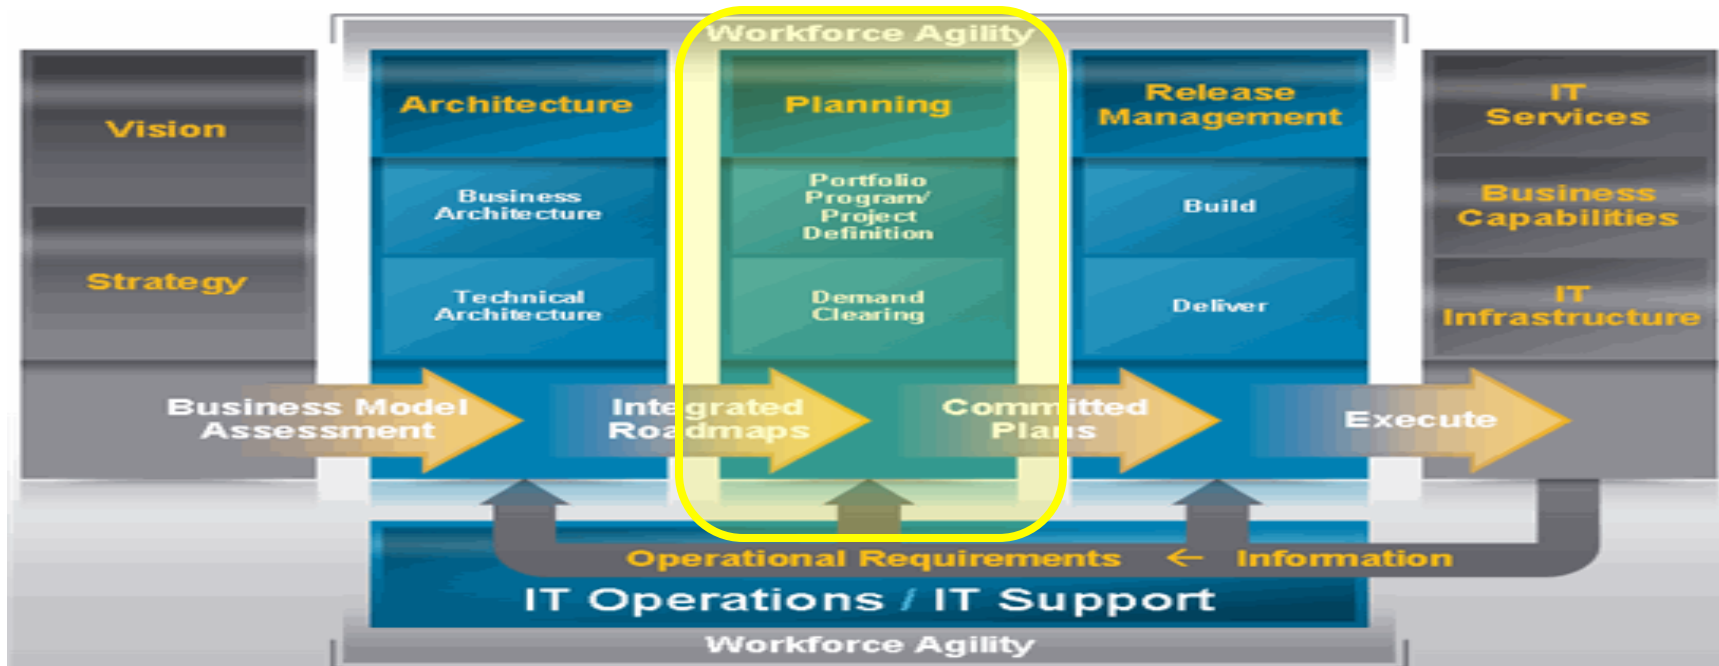 Workforce Agility
Vision
Strategy
Architecture
Business
Architecture
Technical
Architecture
Planning
Portfolio
Program/
Project
Definition
Demand
Clearing
Release
Management
Build
Deliver
IT
Services
Business
Capabilities
IT
Infrastructure
Business Model
Assessment
Integrated
Roadmaps
Committed
Plans
Execute
Operational Requirements ← Information
IT Operations / IT Support
Workforce Agility